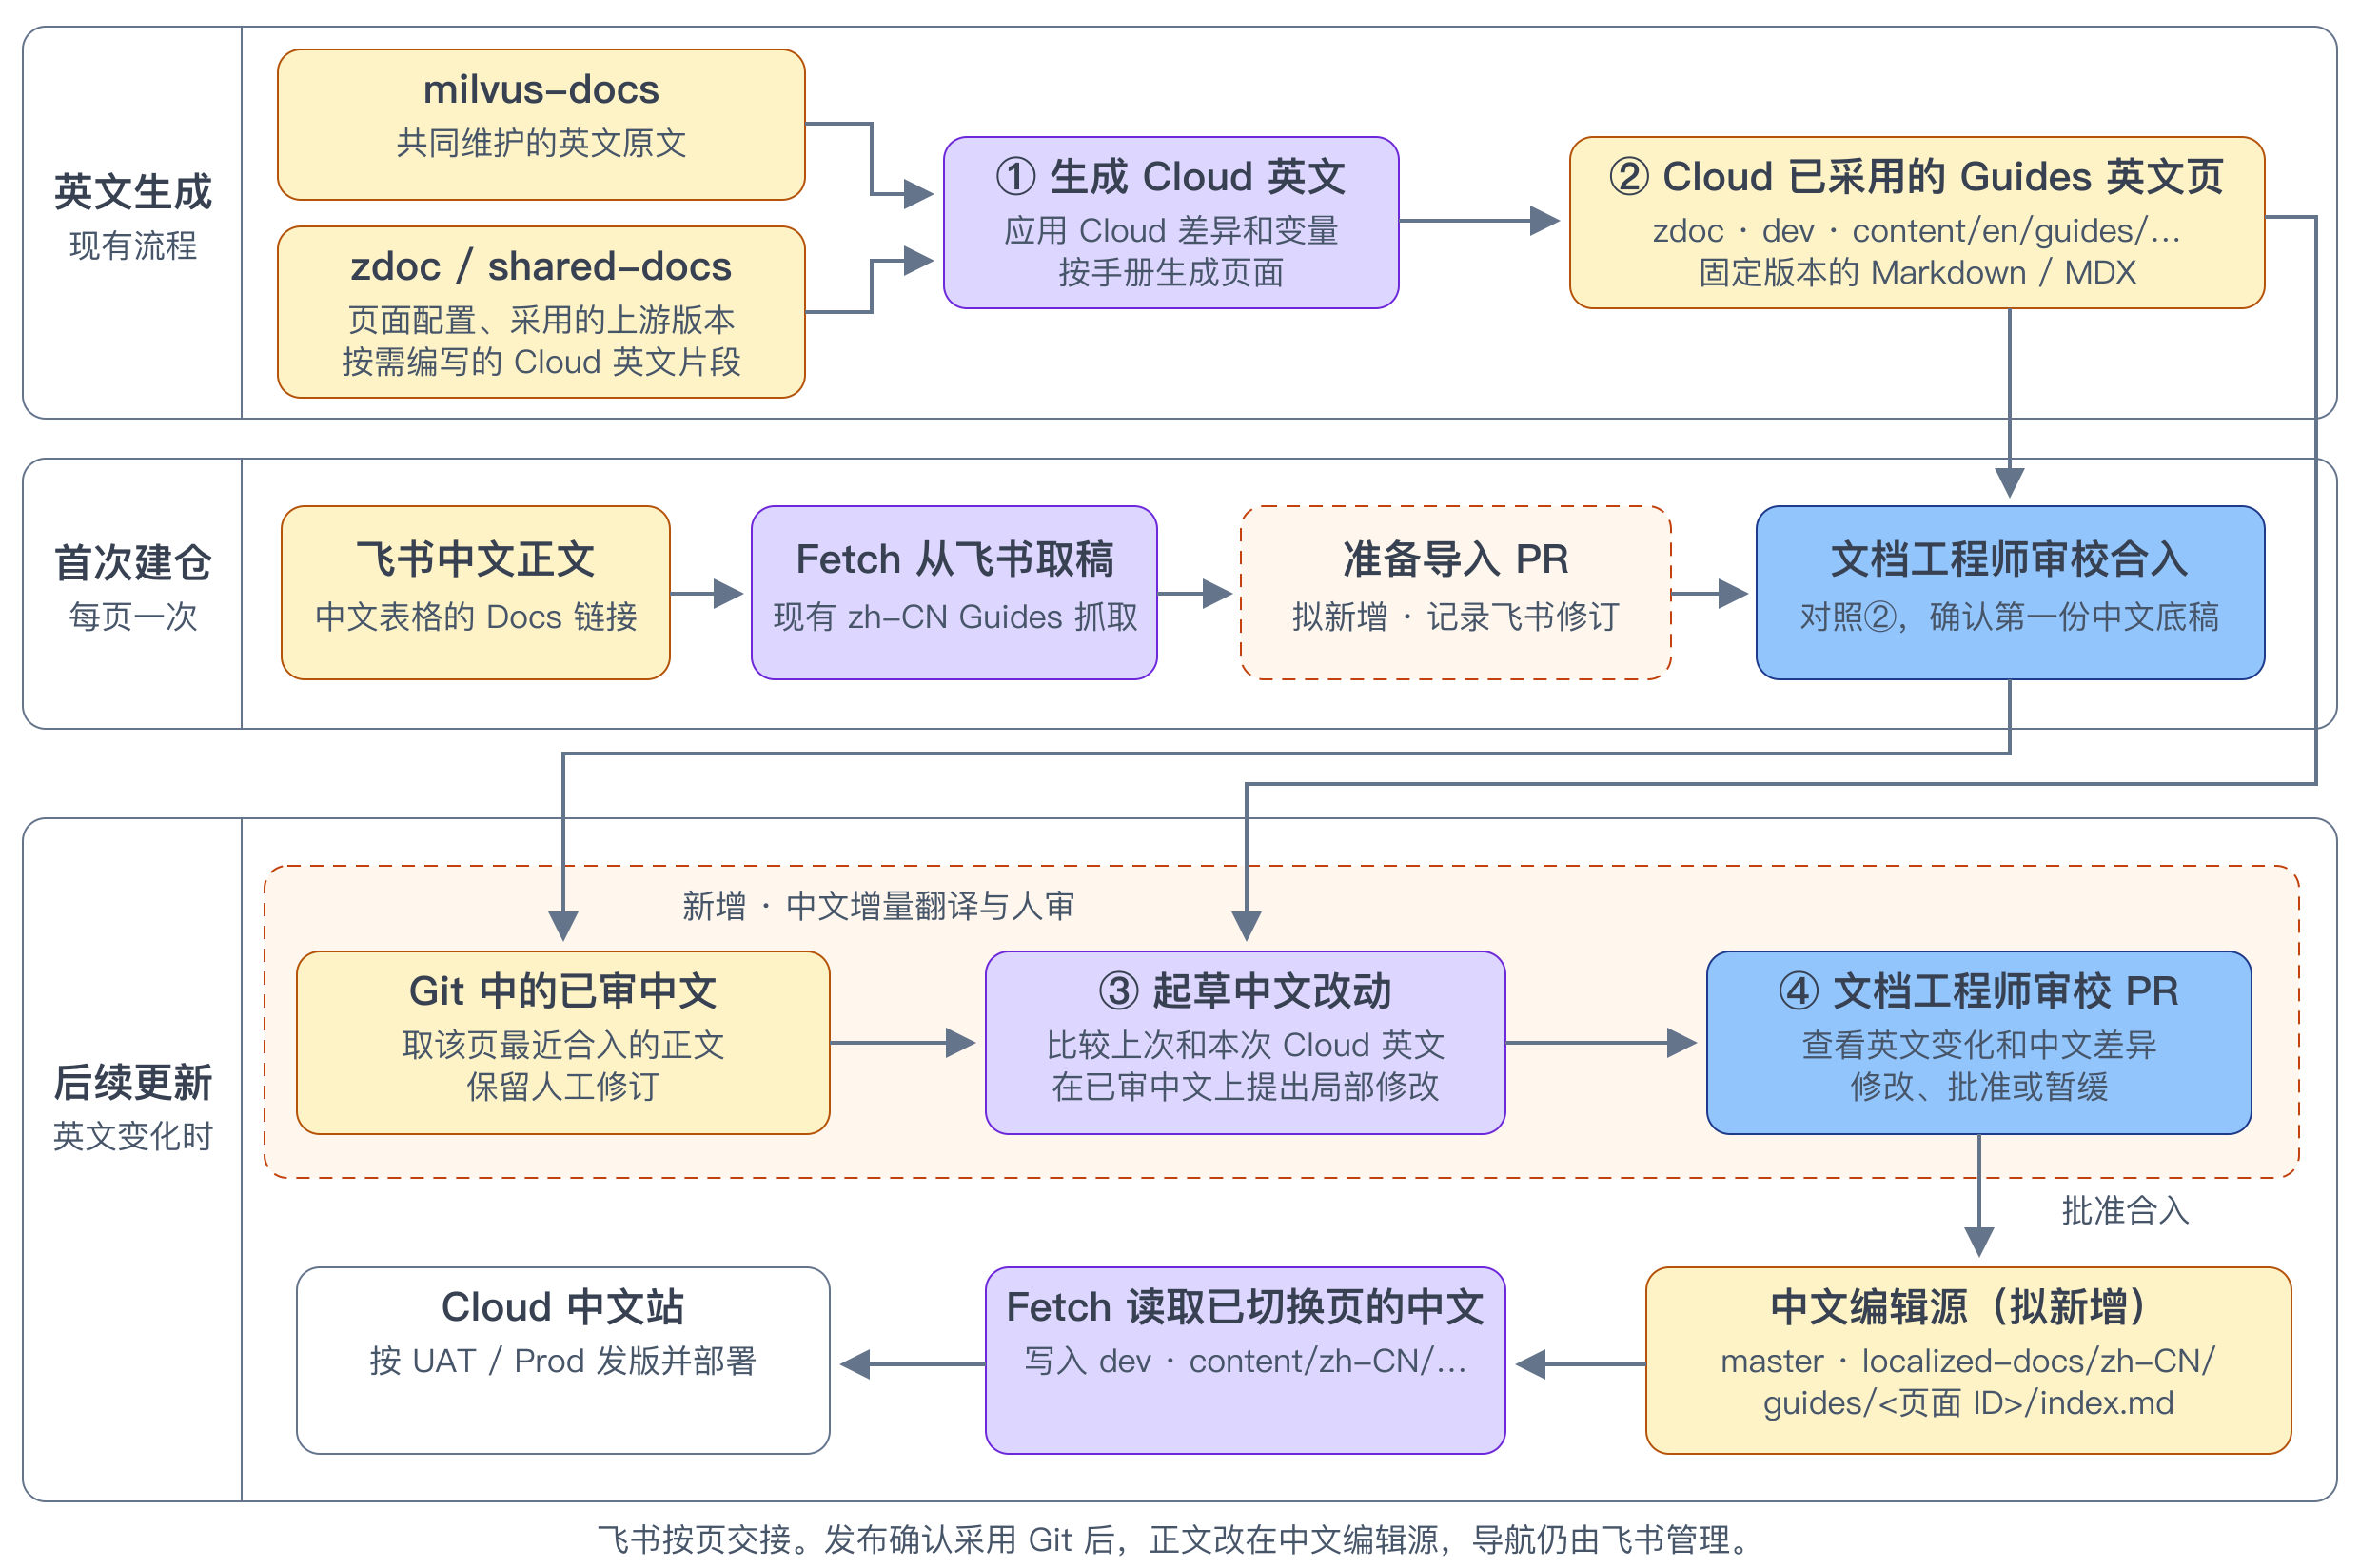 英文生成
现有流程
milvus-docs
共同维护的英文原文
zdoc / shared-docs
页面配置、采用的上游版本
按需编写的 Cloud 英文片段
① 生成 Cloud 英文
应用 Cloud 差异和变量
按手册生成页面
② Cloud 已采用的 Guides 英文页
zdoc · dev · content/en/guides/...
固定版本的 Markdown / MDX
首次建仓
每页一次
飞书中文正文
中文表格的 Docs 链接
Fetch 从飞书取稿
现有 zh-CN Guides 抓取
准备导入 PR
拟新增 · 记录飞书修订
文档工程师审校合入
对照②，确认第一份中文底稿
后续更新
英文变化时
新增 · 中文增量翻译与人审
Git 中的已审中文
取该页最近合入的正文
保留人工修订
③ 起草中文改动
比较上次和本次 Cloud 英文
在已审中文上提出局部修改
④ 文档工程师审校 PR
查看英文变化和中文差异
修改、批准或暂缓
批准合入
Cloud 中文站
按 UAT / Prod 发版并部署
Fetch 读取已切换页的中文
写入 dev · content/zh-CN/...
中文编辑源（拟新增）
master · localized-docs/zh-CN/
guides/<页面 ID>/index.md
飞书按页交接。发布确认采用 Git 后，正文改在中文编辑源，导航仍由飞书管理。